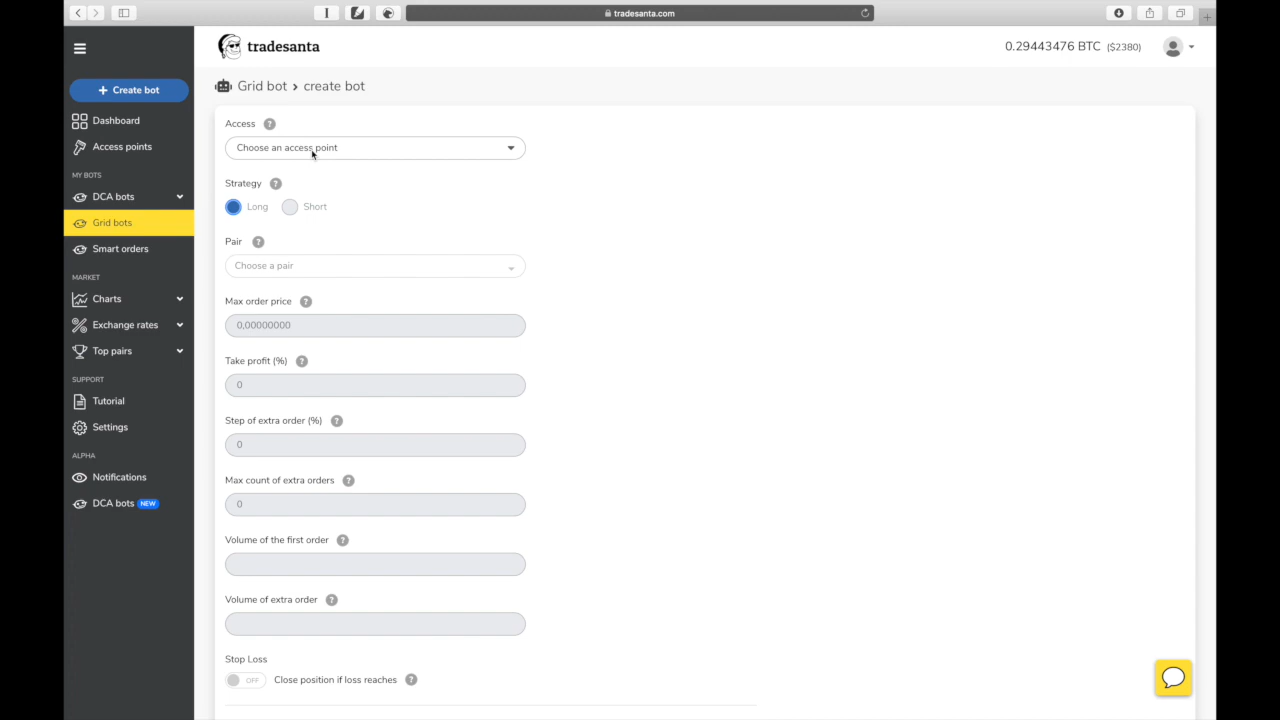 tradesanta.com
tradesanta
0.29443476 BTC ($2380)
+ Create bot
Dashboard
Access points
MY BOTS
DCA bots
Grid bots
Smart orders
MARKET
Charts
Exchange rates
Top pairs
SUPPORT
Tutorial
Settings
ALPHA
Notifications
DCA bots NEW
Grid bot > create bot
Access ?
Choose an access point
Strategy ?
Long Short
Pair ?
Choose a pair
Max order price ?
0,00000000
Take profit (%) ?
0
Step of extra order (%) ?
0
Max count of extra orders ?
0
Volume of the first order ?
Volume of extra order ?
Stop Loss
OFF Close position if loss reaches ?